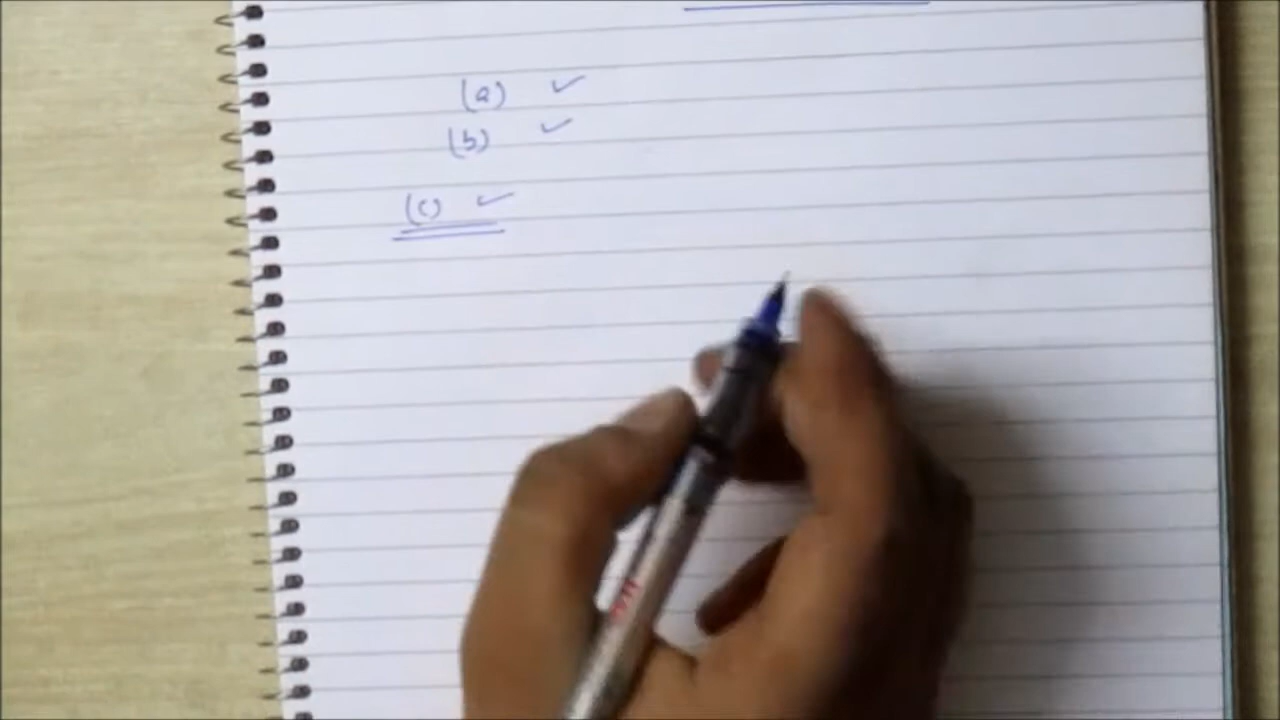 (a) ✓
(b) ✓
(c) ✓